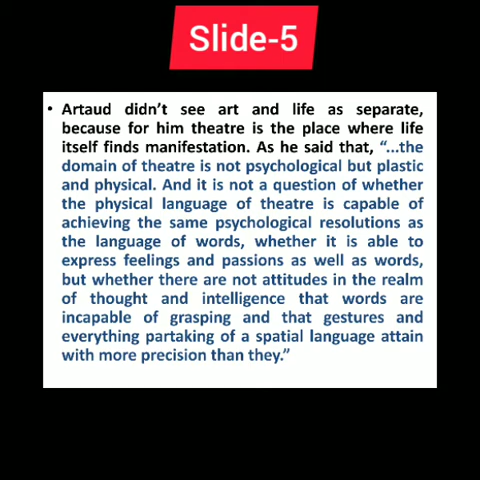 Slide-5
• Artaud didn't see art and life as separate,
because for him theatre is the place where life
itself finds manifestation. As he said that, “...the
domain of theatre is not psychological but plastic
and physical. And it is not a question of whether
the physical language of theatre is capable of
achieving the same psychological resolutions as
the language of words, whether it is able to
express feelings and passions as well as words,
but whether there are not attitudes in the realm
of thought and intelligence that words are
incapable of grasping and that gestures and
everything partaking of a spatial language attain
with more precision than they.”